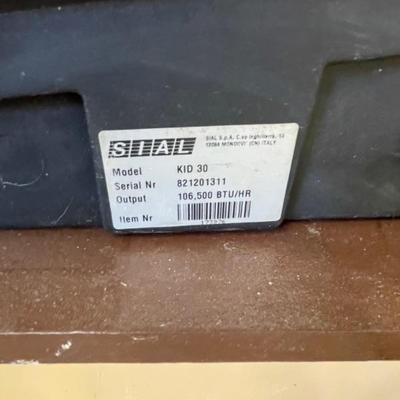 SIAL
SIAL S.p.A. C.so Inghilterra,
12084 MONDOVI' (CN) ITALY
Model KID 30
Serial Nr 821201311
Output 106,500 BTU/HR
Item Nr